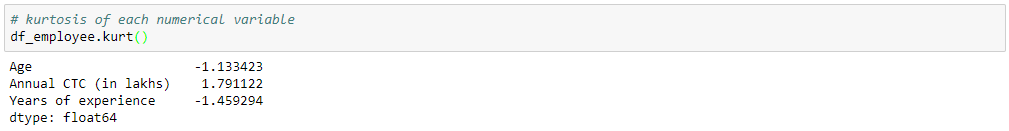 # kurtosis of each numerical variable
df_employee.kurt()
Age                     -1.133423
Annual CTC (in lakhs)    1.791122
Years of experience     -1.459294
dtype: float64